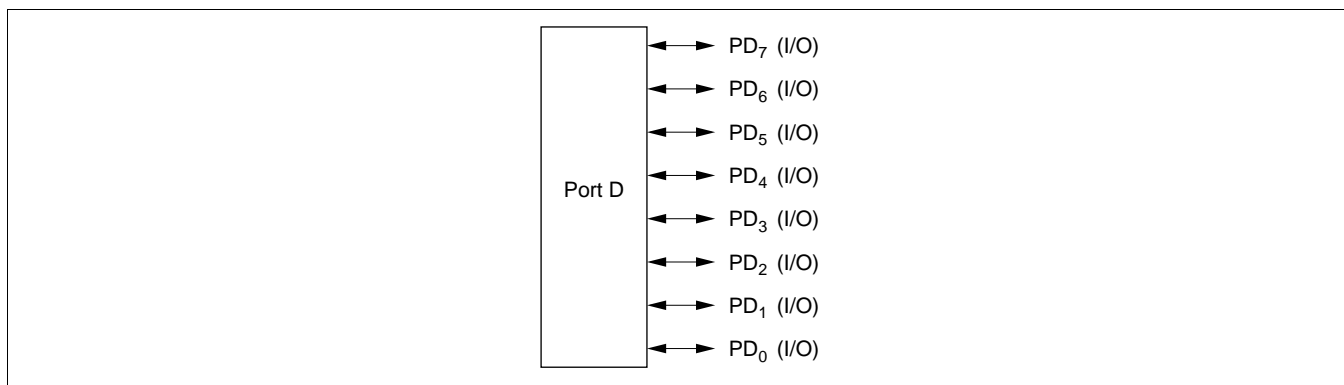 PD7 (I/O)
PD6 (I/O)
PD5 (I/O)
PD4 (I/O)
Port D
PD3 (I/O)
PD2 (I/O)
PD1 (I/O)
PD0 (I/O)